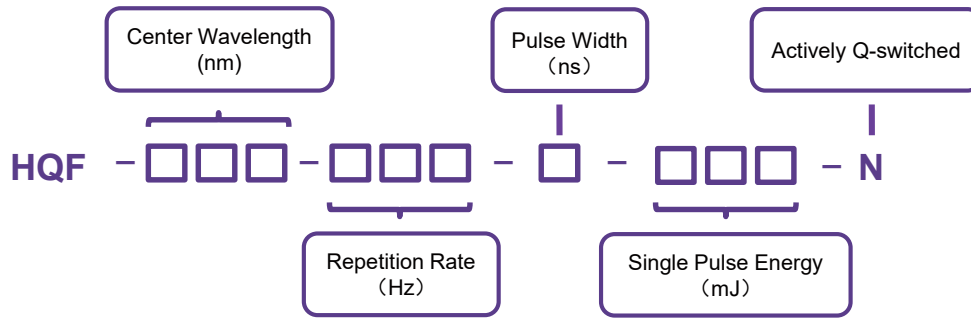 Center Wavelength
(nm)
Pulse Width
（ns）
Actively Q-switched
HQF – □□□ – □□□ – □ – □□□ – N
Repetition Rate
（Hz）
Single Pulse Energy
（mJ）